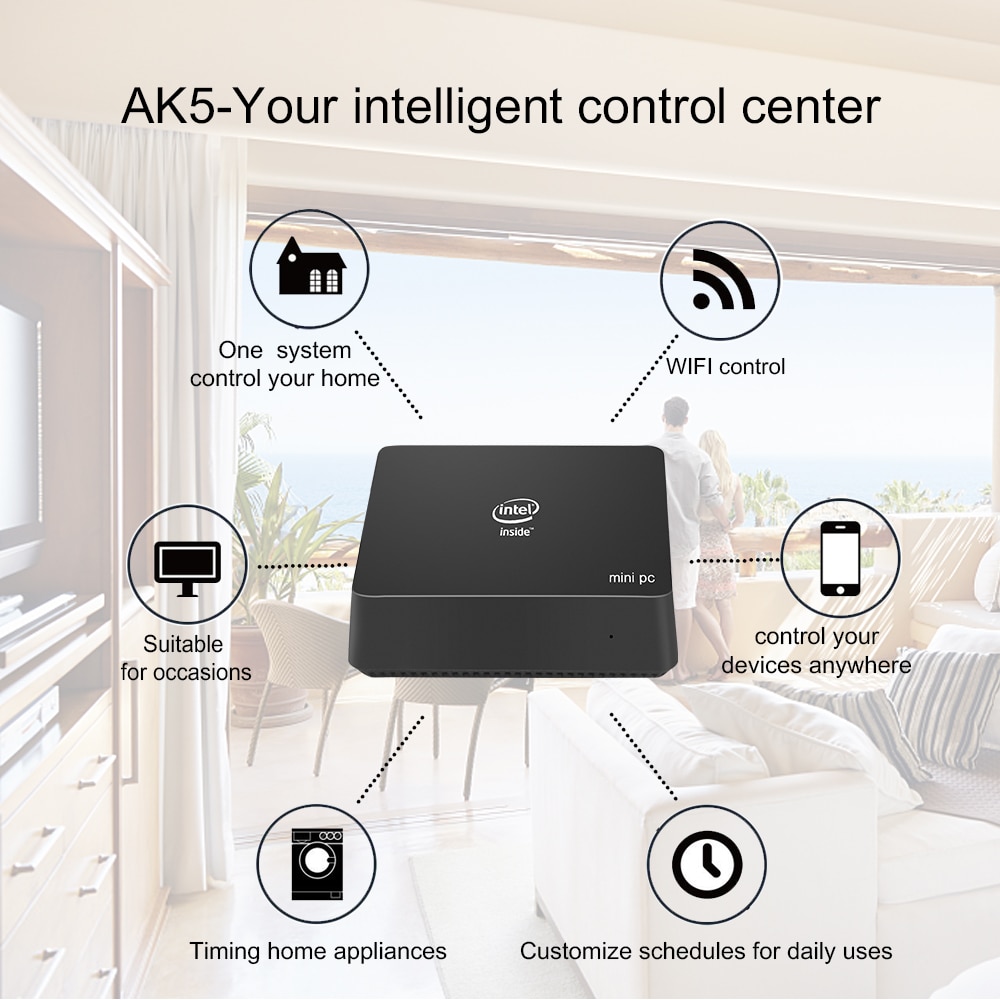 AK5-Your intelligent control center
One system
control your home
WIFI control
intel
inside™
mini pc
Suitable
for occasions
control your
devices anywhere
Timing home appliances
Customize schedules for daily uses